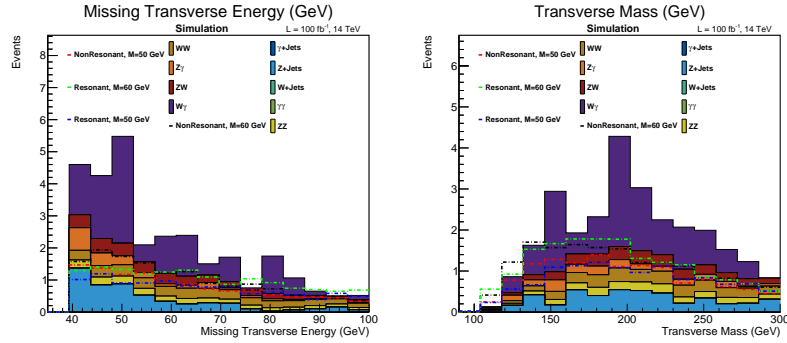 Missing Transverse Energy (GeV)
Simulation
L = 100 fb⁻¹, 14 TeV
Events
NonResonant, M=50 GeV
Resonant, M=60 GeV
Resonant, M=50 GeV
NonResonant, M=60 GeV
WW
Zγ
ZW
Wγ
γ+Jets
Z+Jets
W+Jets
γγ
ZZ
0
1
2
3
4
5
6
7
8
40
50
60
70
80
90
100
Missing Transverse Energy (GeV)
Transverse Mass (GeV)
Simulation
L = 100 fb⁻¹, 14 TeV
Events
NonResonant, M=50 GeV
Resonant, M=60 GeV
Resonant, M=50 GeV
NonResonant, M=60 GeV
WW
Zγ
ZW
Wγ
γ+Jets
Z+Jets
W+Jets
γγ
ZZ
0
1
2
3
4
5
6
100
150
200
250
300
Transverse Mass (GeV)